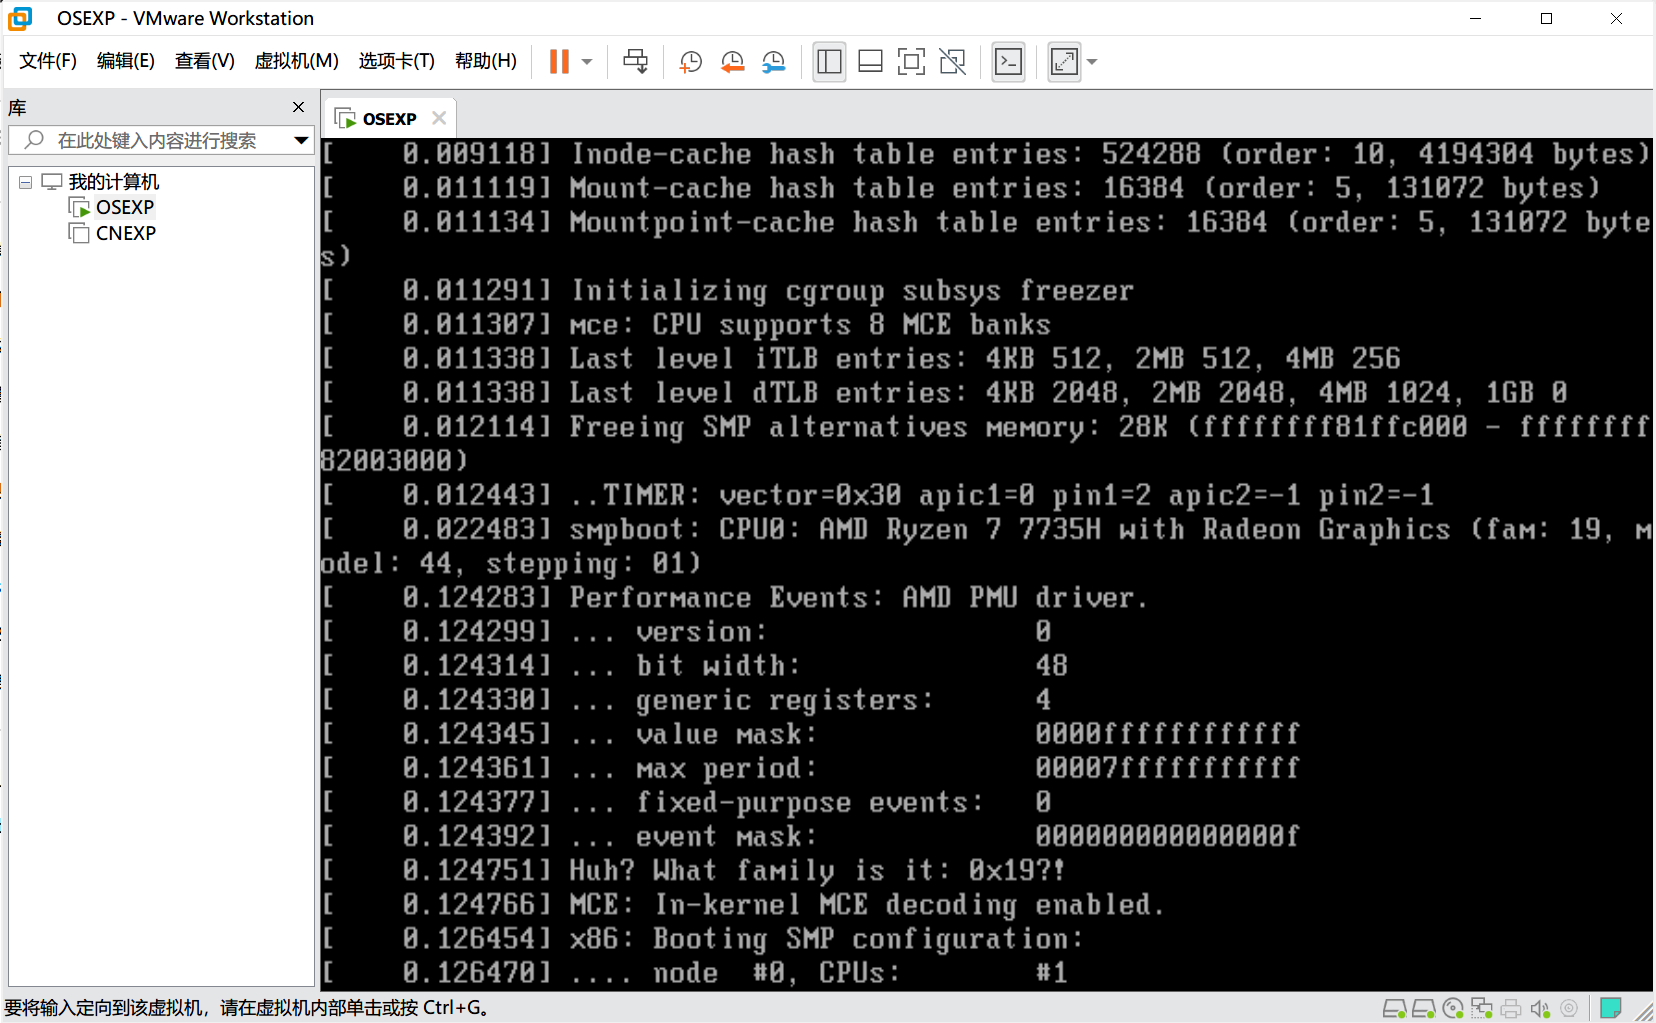 OSEXP - VMware Workstation
文件(F) 编辑(E) 查看(V) 虚拟机(M) 选项卡(T) 帮助(H)
库
在此处键入内容进行搜索
我的计算机
OSEXP
CNEXP
OSEXP
[    0.009118] Inode-cache hash table entries: 524288 (order: 10, 4194304 bytes)
[    0.011119] Mount-cache hash table entries: 16384 (order: 5, 131072 bytes)
[    0.011134] Mountpoint-cache hash table entries: 16384 (order: 5, 131072 byte
s)
[    0.011291] Initializing cgroup subsys freezer
[    0.011307] mce: CPU supports 8 MCE banks
[    0.011338] Last level iTLB entries: 4KB 512, 2MB 512, 4MB 256
[    0.011338] Last level dTLB entries: 4KB 2048, 2MB 2048, 4MB 1024, 1GB 0
[    0.012114] Freeing SMP alternatives memory: 28K (ffffffff81ffc000 - ffffffff
82003000)
[    0.012443] ..TIMER: vector=0x30 apic1=0 pin1=2 apic2=-1 pin2=-1
[    0.022483] smpboot: CPU0: AMD Ryzen 7 7735H with Radeon Graphics (fam: 19, m
odel: 44, stepping: 01)
[    0.124283] Performance Events: AMD PMU driver.
[    0.124299] ... version:                0
[    0.124314] ... bit width:              48
[    0.124330] ... generic registers:      4
[    0.124345] ... value mask:             0000ffffffffffff
[    0.124361] ... max period:             00007fffffffffff
[    0.124377] ... fixed-purpose events:   0
[    0.124392] ... event mask:             000000000000000f
[    0.124751] Huh? What family is it: 0x19?!
[    0.124766] MCE: In-kernel MCE decoding enabled.
[    0.126454] x86: Booting SMP configuration:
[    0.126470] .... node  #0, CPUs:        #1
要将输入定向到该虚拟机，请在虚拟机内部单击或按 Ctrl+G。